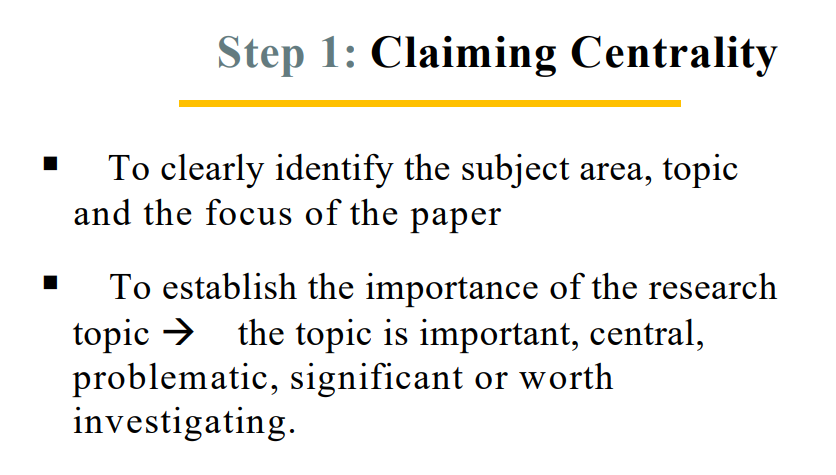 Step 1: Claiming Centrality
▪ To clearly identify the subject area, topic
and the focus of the paper
▪ To establish the importance of the research
topic → the topic is important, central,
problematic, significant or worth
investigating.